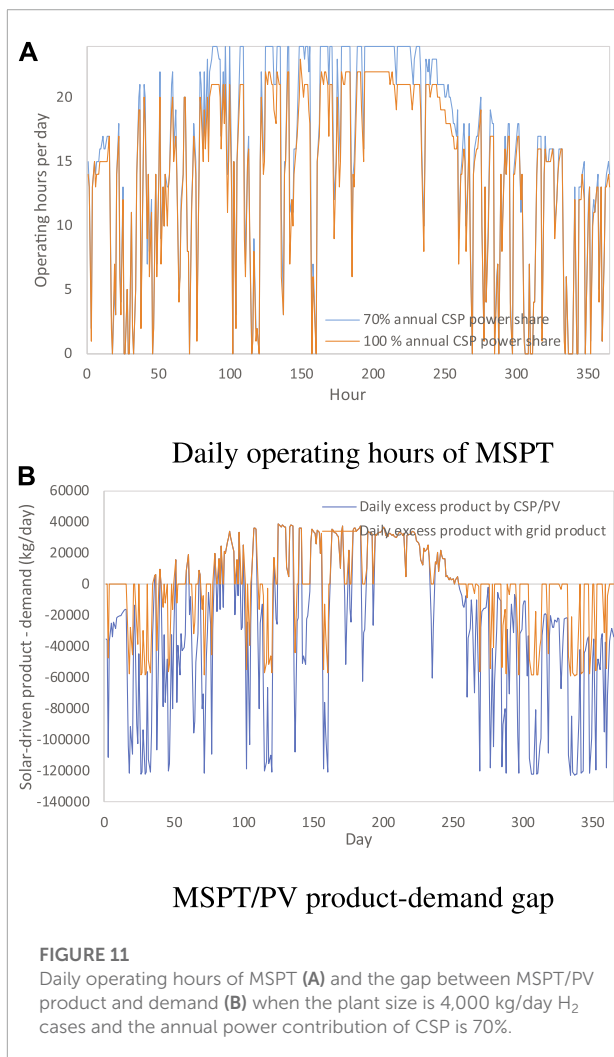 A
Operating hours per day
20
15
10
5
0
0 50 100 150 200 250 300 350
Hour
70% annual CSP power share
100 % annual CSP power share
Daily operating hours of MSPT
B
Solar-driven product - demand (kg/day)
60000
40000
20000
0
-20000
-40000
-60000
-80000
-100000
-120000
-140000
0 50 100 150 200 250 300 350
Day
Daily excess product by CSP/PV
Daily excess product with grid product
MSPT/PV product-demand gap
FIGURE 11
Daily operating hours of MSPT (A) and the gap between MSPT/PV
product and demand (B) when the plant size is 4,000 kg/day H₂
cases and the annual power contribution of CSP is 70%.